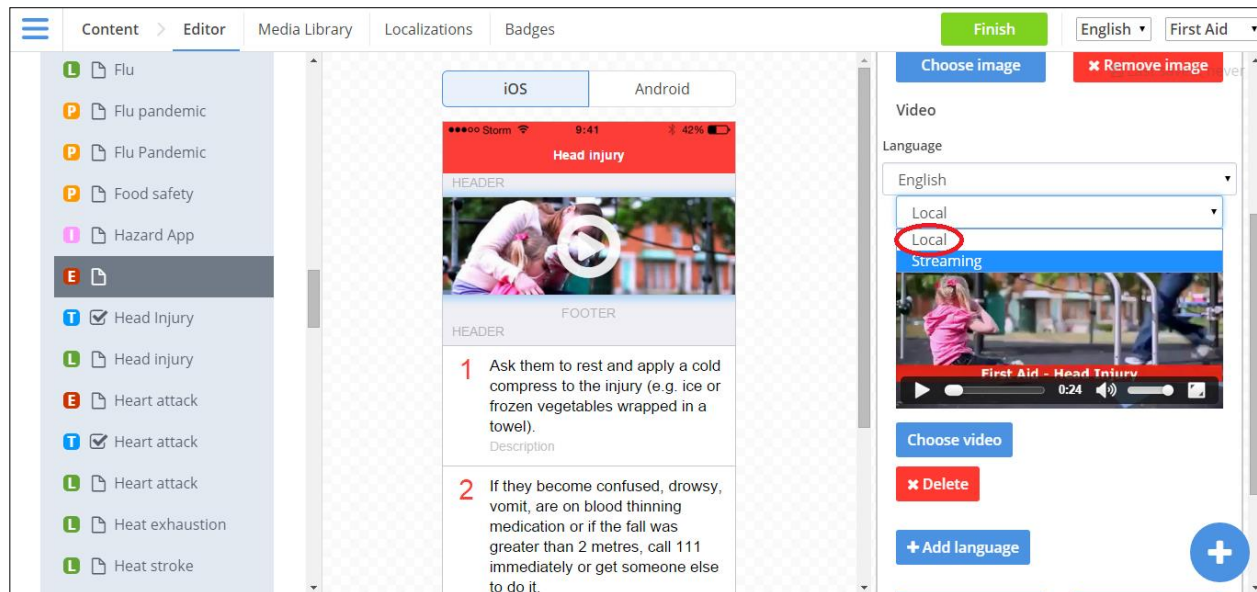 Content > Editor Media Library Localizations Badges Finish English First Aid
L Flu
P Flu pandemic
P Flu Pandemic
P Food safety
I Hazard App
E
T Head Injury
L Head injury
E Heart attack
T Heart attack
L Heart attack
L Heat exhaustion
L Heat stroke
iOS Android
Storm 9:41 42%
Head injury
HEADER
FOOTER
HEADER
1 Ask them to rest and apply a cold
compress to the injury (e.g. ice or
frozen vegetables wrapped in a
towel).
Description
2 If they become confused, drowsy,
vomit, are on blood thinning
medication or if the fall was
greater than 2 metres, call 111
immediately or get someone else
to do it.
Choose image Remove image
Video
Language
English
Local
Local
Streaming
First Aid - Head Injury
0:24
Choose video
Delete
+ Add language